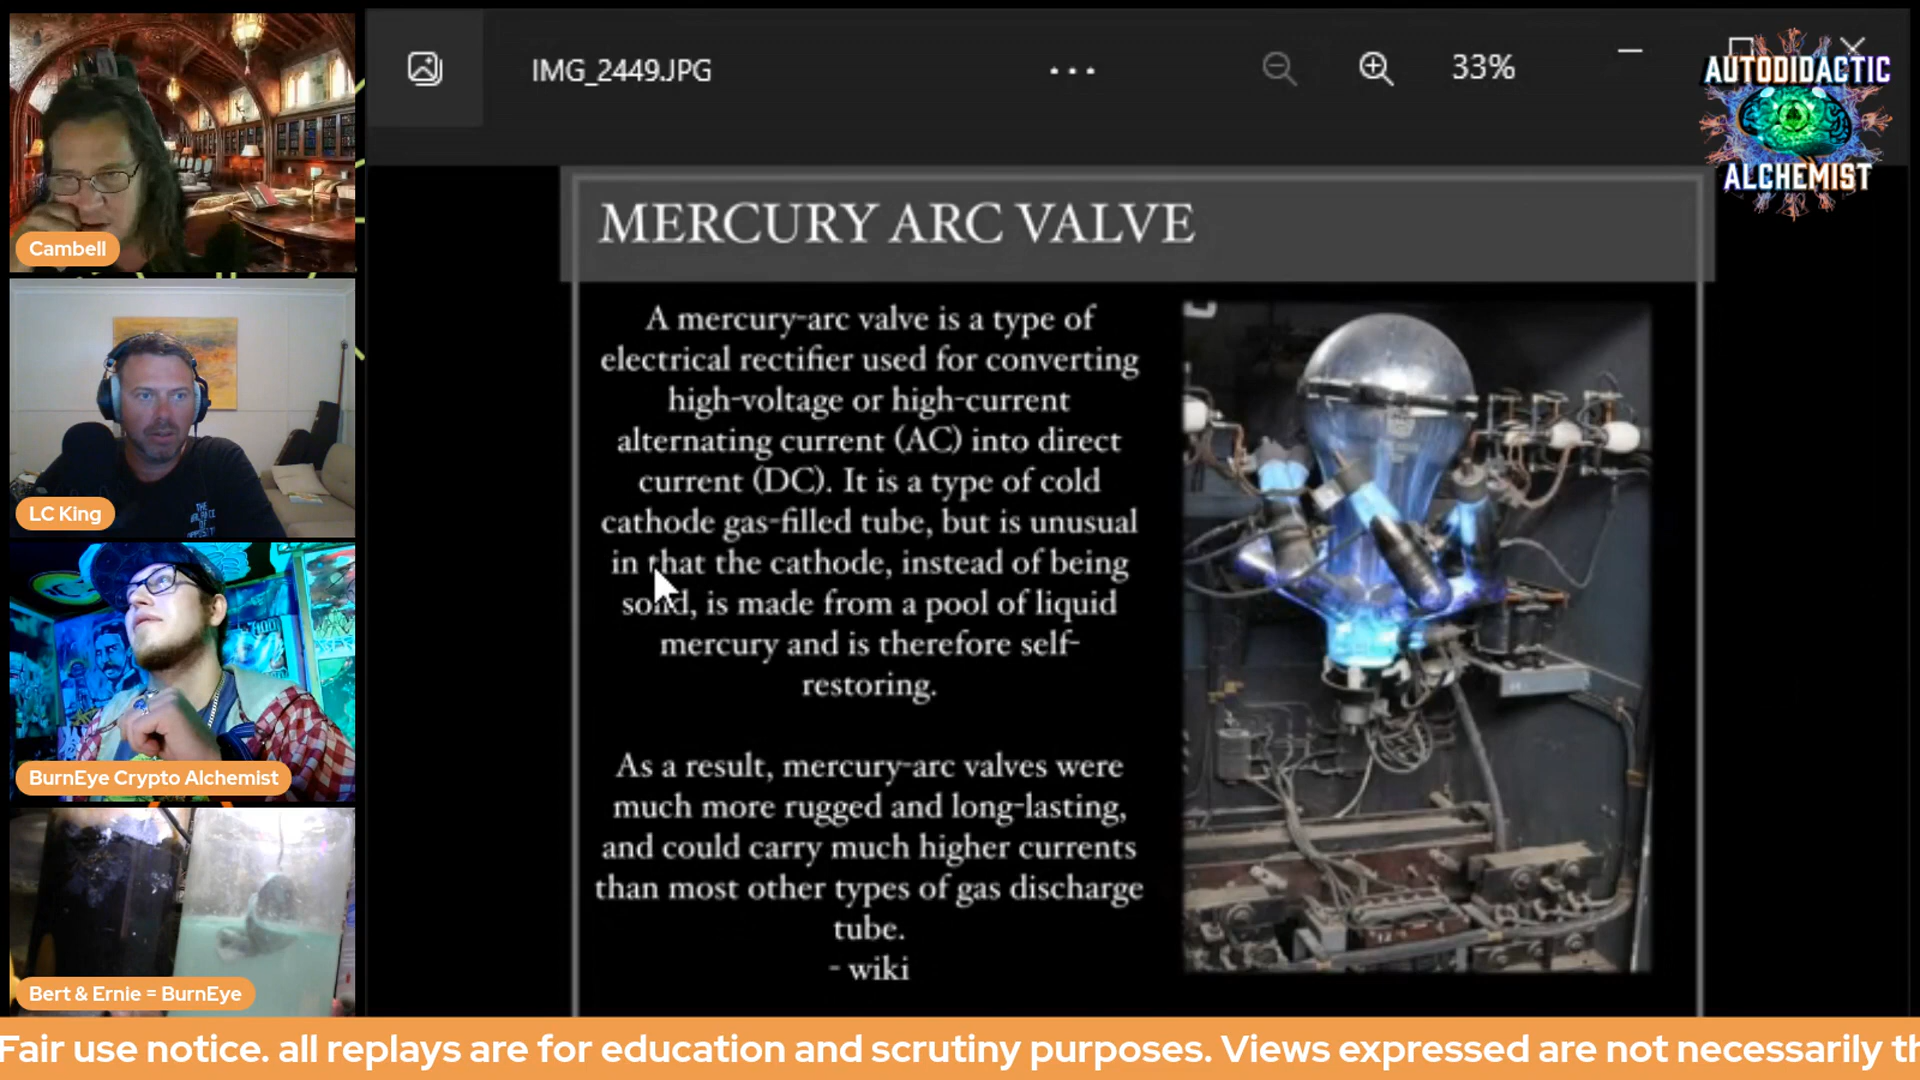 IMG_2449.JPG
33%
AUTODIDACTIC
ALCHEMIST
MERCURY ARC VALVE
A mercury-arc valve is a type of
electrical rectifier used for converting
high-voltage or high-current
alternating current (AC) into direct
current (DC). It is a type of cold
cathode gas-filled tube, but is unusual
in that the cathode, instead of being
solid, is made from a pool of liquid
mercury and is therefore self-
restoring.
As a result, mercury-arc valves were
much more rugged and long-lasting,
and could carry much higher currents
than most other types of gas discharge
tube.
- wiki
Cambell
LC King
BurnEye Crypto Alchemist
Bert & Ernie = BurnEye
Fair use notice. all replays are for education and scrutiny purposes. Views expressed are not necessarily